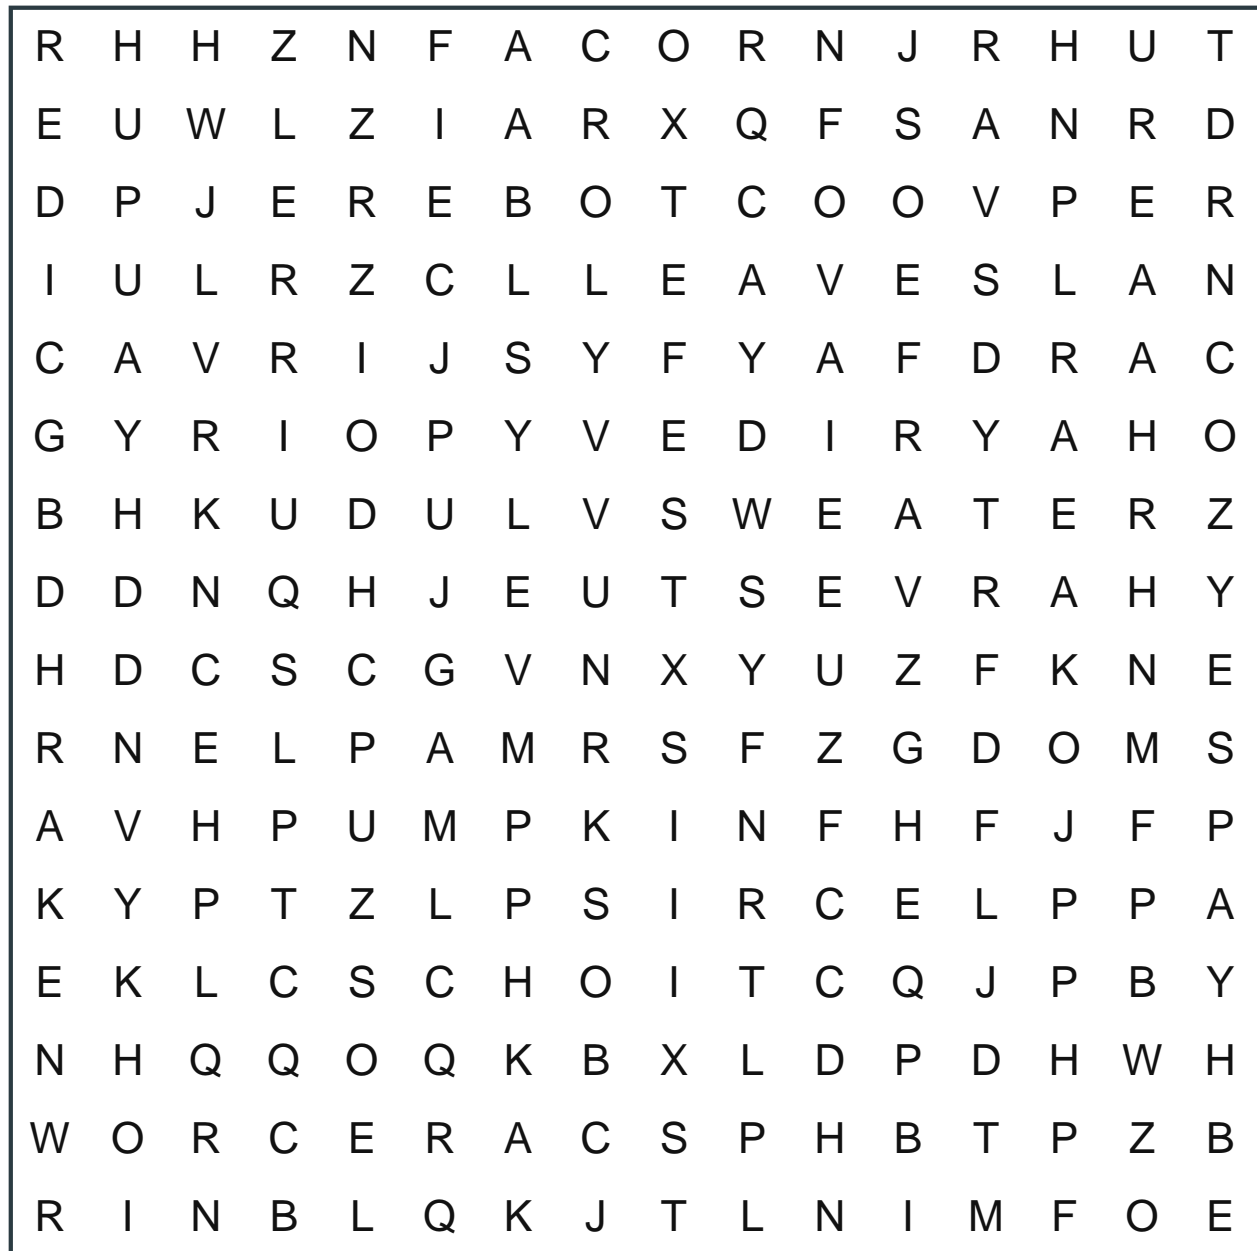 R H H Z N F A C O R N J R H U T
E U W L Z I A R X Q F S A N R D
D P J E R E B O T C O O V P E R
I U L R Z C L L E A V E S L A N
C A V R I J S Y F Y A F D R A C
G Y R I O P Y V E D I R Y A H O
B H K U D U L V S W E A T E R Z
D D N Q H J E U T S E V R A H Y
H D C S C G V N X Y U Z F K N E
R N E L P A M R S F Z G D O M S
A V H P U M P K I N F H F J F P
K Y P T Z L P S I R C E L P P A
E K L C S C H O I T C Q J P B Y
N H Q Q O Q K B X L D P D H W H
W O R C E R A C S P H B T P Z B
R I N B L Q K J T L N I M F O E